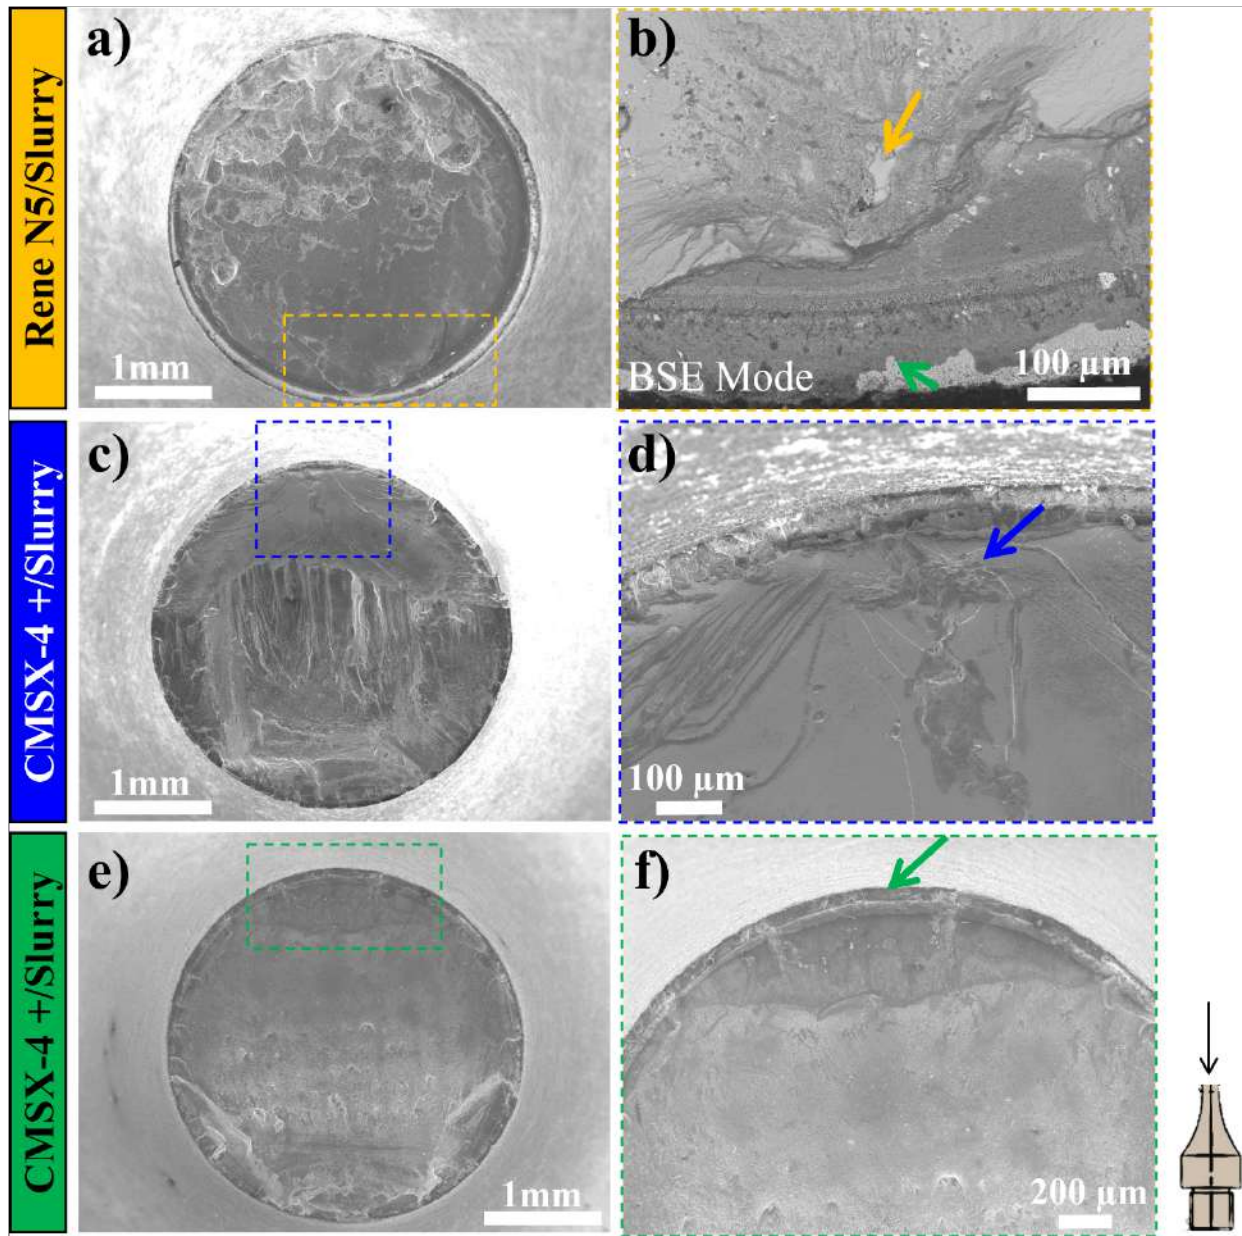 Rene N5/Slurry
a)
1mm
b)
BSE Mode
100 µm
CMSX-4 +/Slurry
c)
1mm
d)
100 µm
CMSX-4 +/Slurry
e)
1mm
f)
200 µm